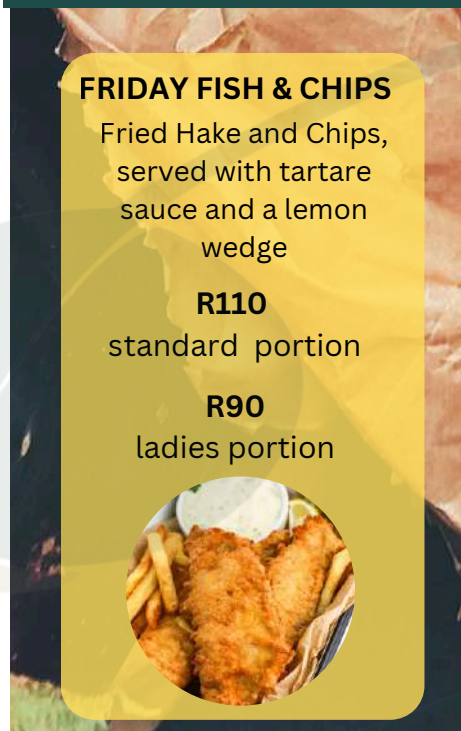 FRIDAY FISH & CHIPS
Fried Hake and Chips,
served with tartare
sauce and a lemon
wedge
R110
standard portion
R90
ladies portion